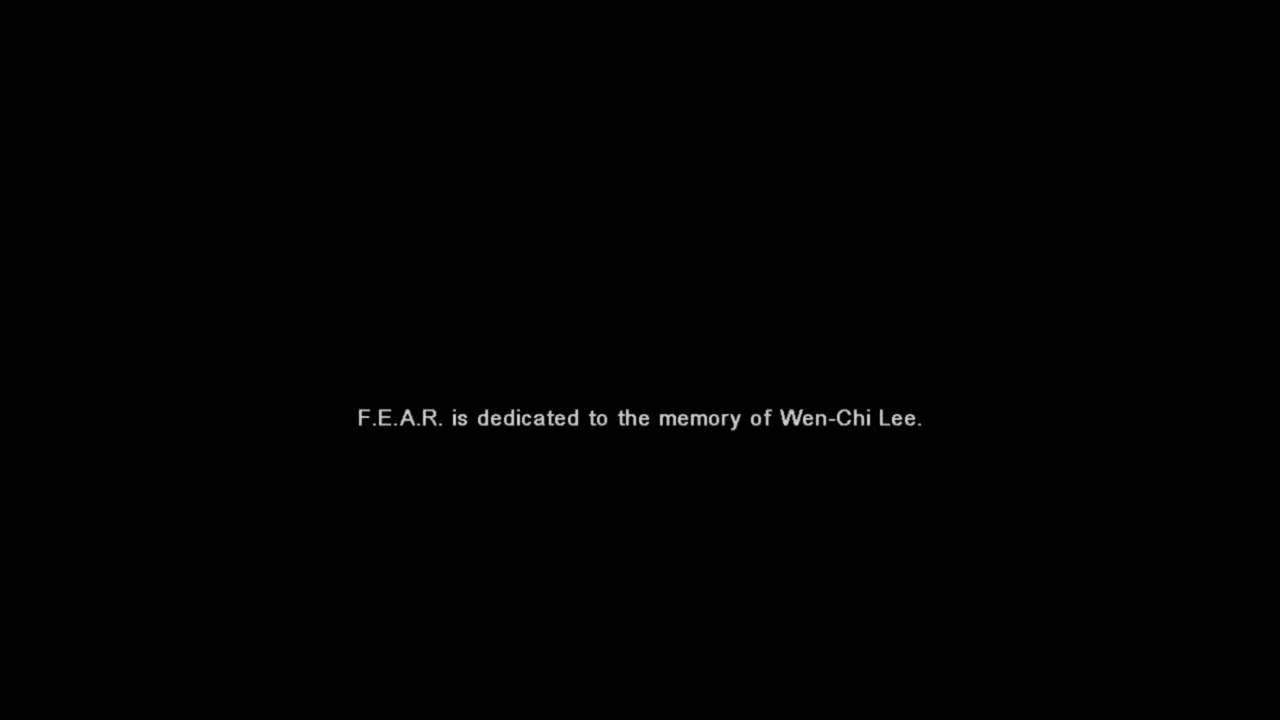 F.E.A.R. is dedicated to the memory of Wen-Chi Lee.